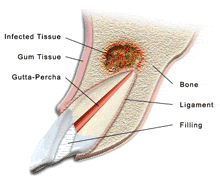 Infected Tissue
Gum Tissue
Gutta-Percha
Bone
Ligament
Filling